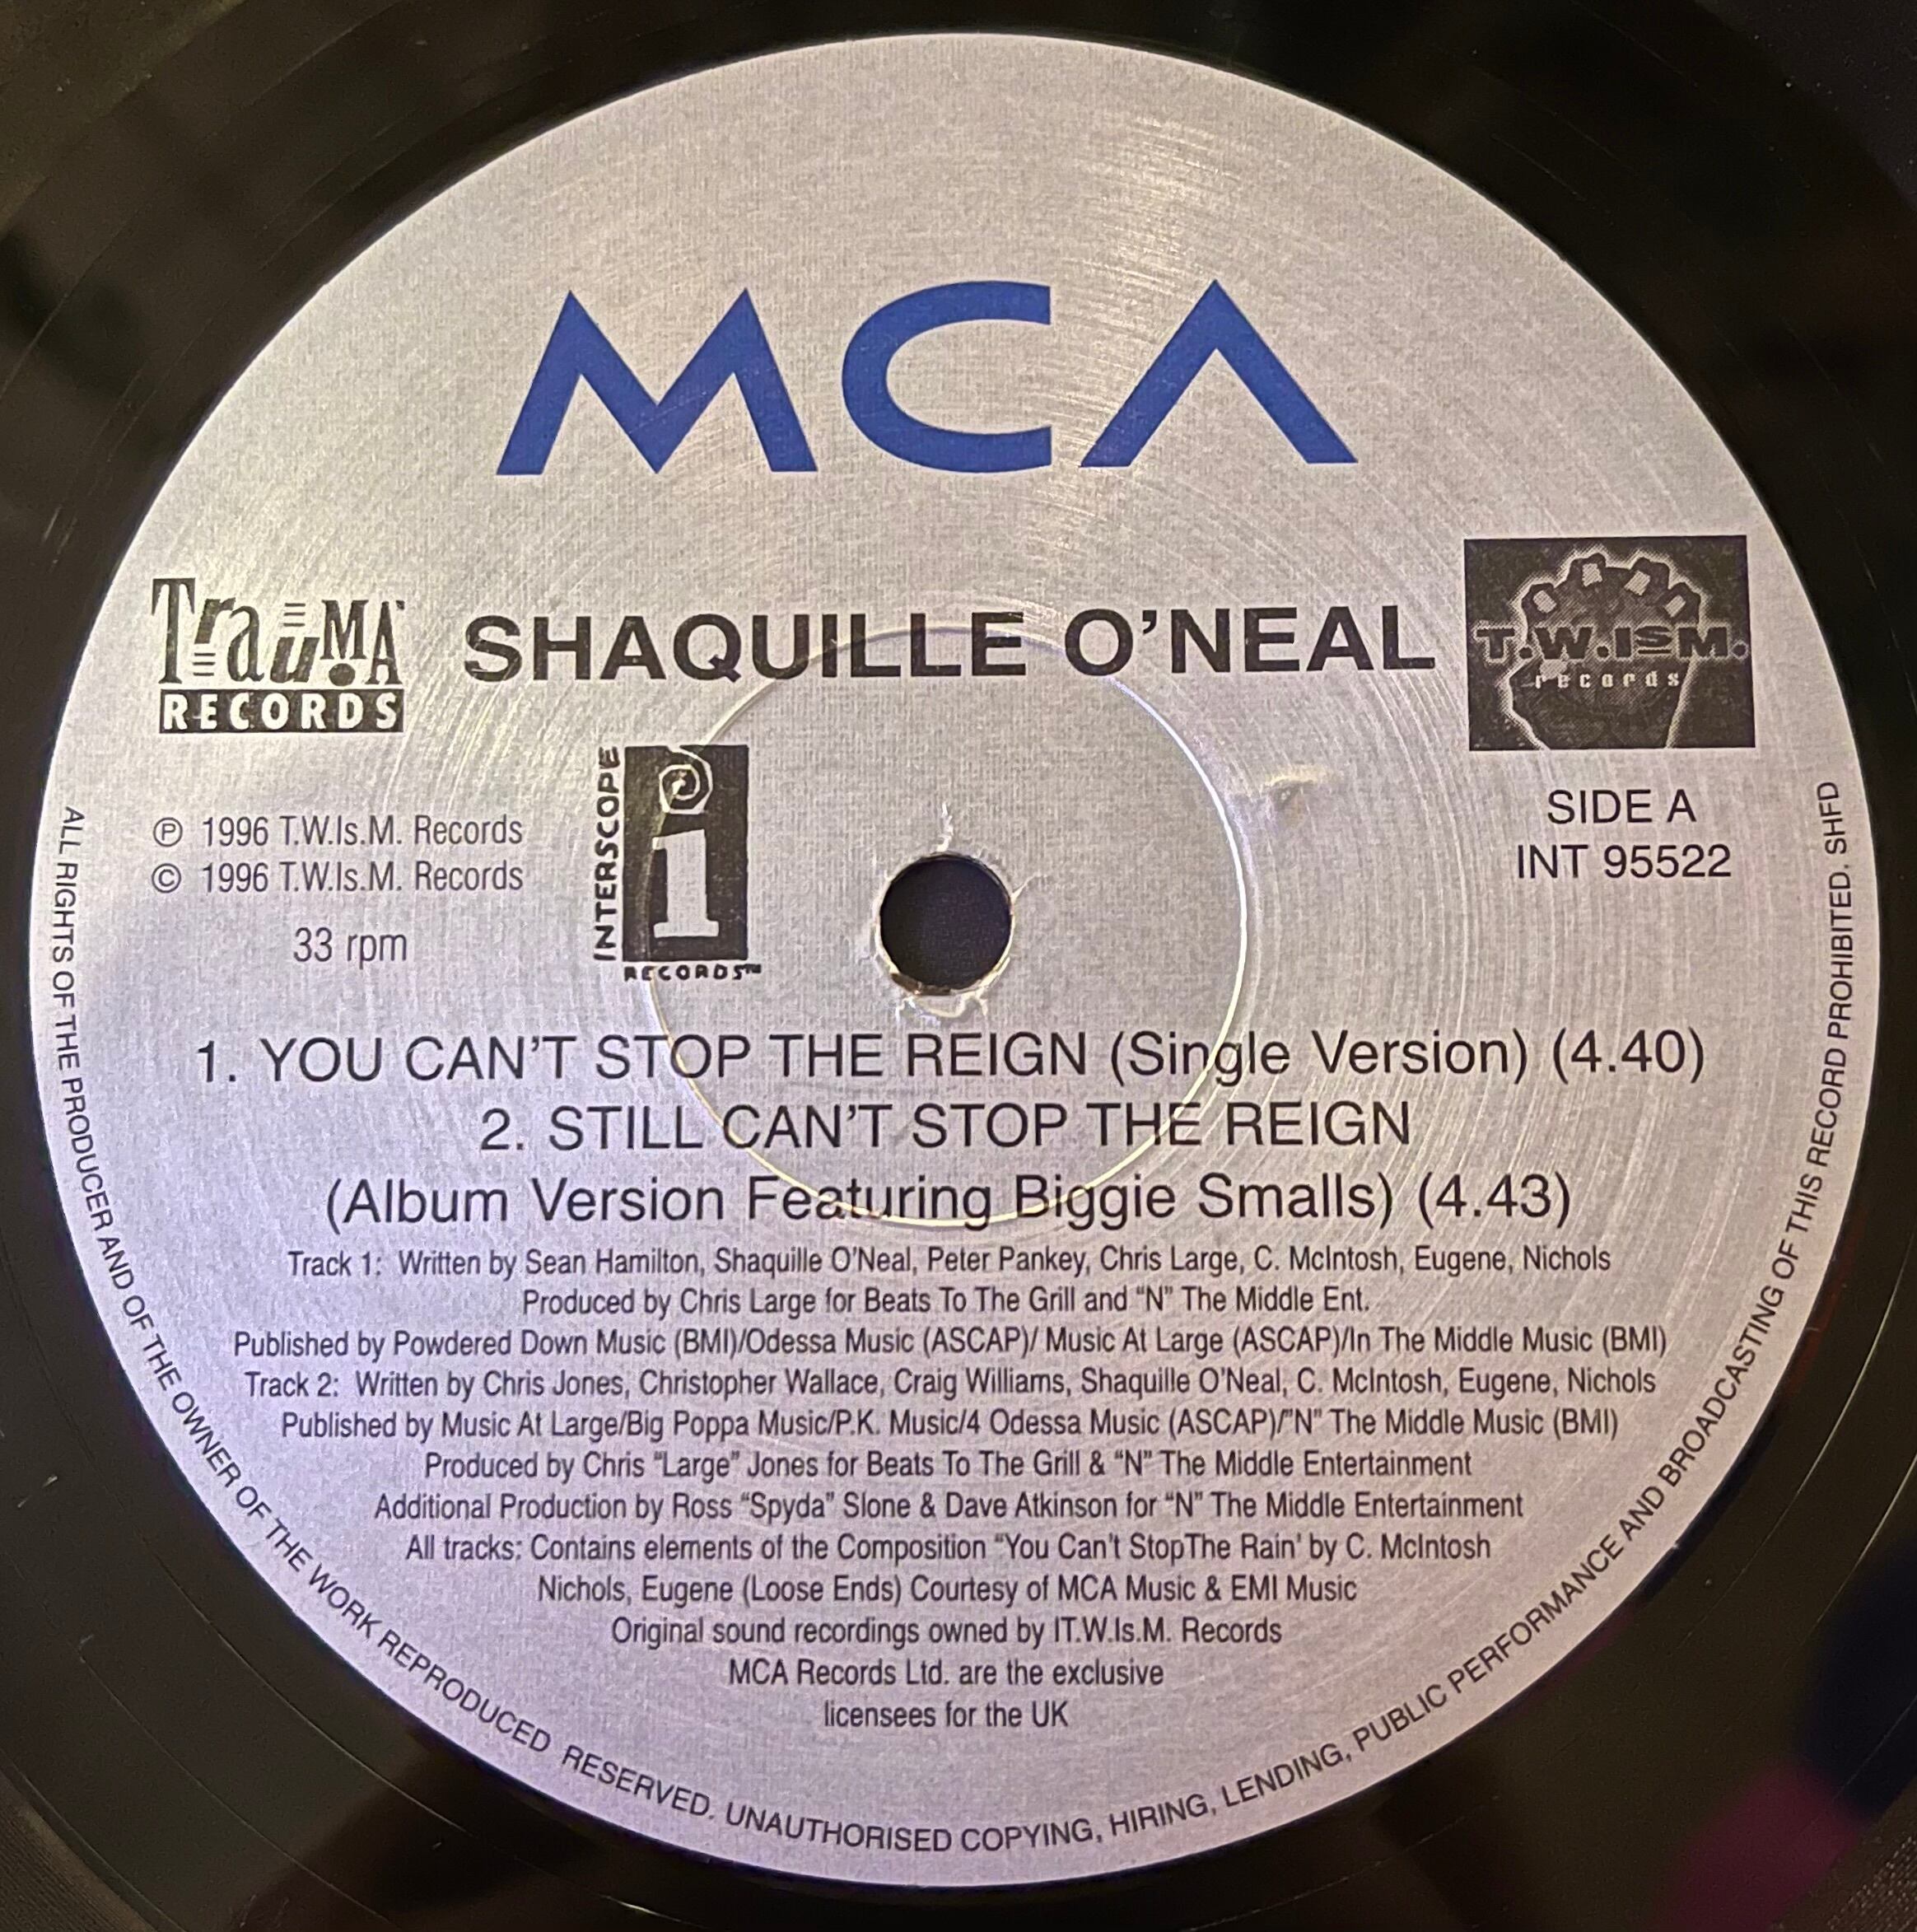 MCA
TrauMA
RECORDS
SHAQUILLE O'NEAL
T.W.ISM.
records
℗ 1996 T.W.Is.M. Records
© 1996 T.W.Is.M. Records
33 rpm
INTERSCOPE
i
RECORDS™
SIDE A
INT 95522
1. YOU CAN'T STOP THE REIGN (Single Version) (4.40)
2. STILL CAN'T STOP THE REIGN
(Album Version Featuring Biggie Smalls) (4.43)
Track 1: Written by Sean Hamilton, Shaquille O'Neal, Peter Pankey, Chris Large, C. McIntosh, Eugene, Nichols
Produced by Chris Large for Beats To The Grill and “N” The Middle Ent.
Published by Powdered Down Music (BMI)/Odessa Music (ASCAP)/ Music At Large (ASCAP)/In The Middle Music (BMI)
Track 2: Written by Chris Jones, Christopher Wallace, Craig Williams, Shaquille O'Neal, C. McIntosh, Eugene, Nichols
Published by Music At Large/Big Poppa Music/P.K. Music/4 Odessa Music (ASCAP)/"N" The Middle Music (BMI)
Produced by Chris “Large” Jones for Beats To The Grill & “N” The Middle Entertainment
Additional Production by Ross “Spyda” Slone & Dave Atkinson for “N” The Middle Entertainment
All tracks: Contains elements of the Composition “You Can't StopThe Rain' by C. McIntosh
Nichols, Eugene (Loose Ends) Courtesy of MCA Music & EMI Music
Original sound recordings owned by IT.W.Is.M. Records
MCA Records Ltd. are the exclusive
licensees for the UK
ALL RIGHTS OF THE PRODUCER AND OF THE OWNER OF THE WORK REPRODUCED RESERVED. UNAUTHORISED COPYING, HIRING, LENDING, PUBLIC PERFORMANCE AND BROADCASTING OF THIS RECORD PROHIBITED. SHFD